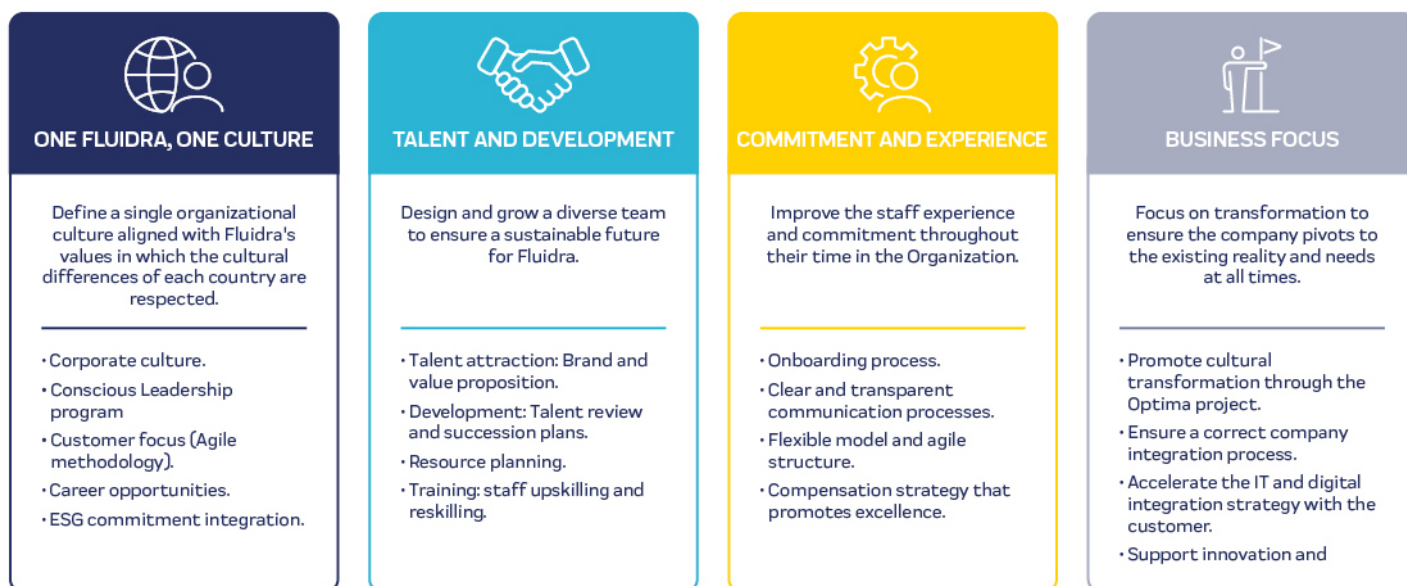 ONE FLUIDRA, ONE CULTURE
Define a single organizational
culture aligned with Fluidra's
values in which the cultural
differences of each country are
respected.
· Corporate culture.
· Conscious Leadership
program
· Customer focus (Agile
methodology).
· Career opportunities.
· ESG commitment integration.
TALENT AND DEVELOPMENT
Design and grow a diverse team
to ensure a sustainable future
for Fluidra.
· Talent attraction: Brand and
value proposition.
· Development: Talent review
and succession plans.
· Resource planning.
· Training: staff upskilling and
reskilling.
COMMITMENT AND EXPERIENCE
Improve the staff experience
and commitment throughout
their time in the Organization.
· Onboarding process.
· Clear and transparent
communication processes.
· Flexible model and agile
structure.
· Compensation strategy that
promotes excellence.
BUSINESS FOCUS
Focus on transformation to
ensure the company pivots to
the existing reality and needs
at all times.
· Promote cultural
transformation through the
Optima project.
· Ensure a correct company
integration process.
· Accelerate the IT and digital
integration strategy with the
customer.
· Support innovation and